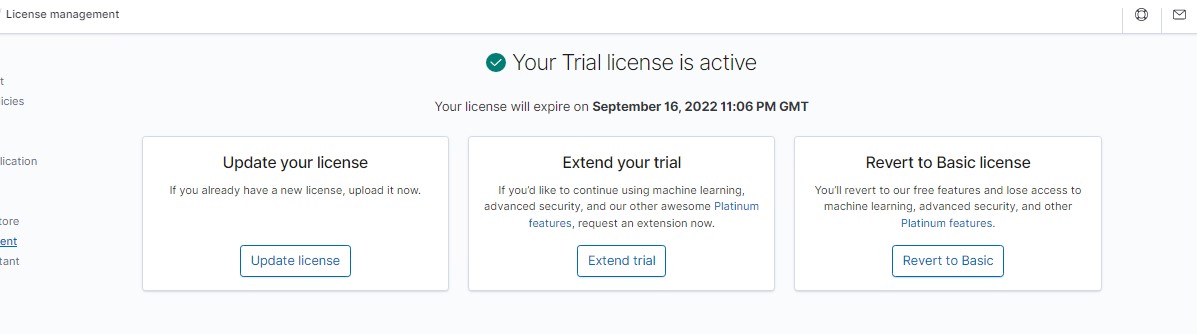 License management
Your Trial license is active
Your license will expire on September 16, 2022 11:06 PM GMT
t
icies
lication
tore
ent
tant
Update your license
If you already have a new license, upload it now.
Update license
Extend your trial
If you'd like to continue using machine learning,
advanced security, and our other awesome Platinum
features, request an extension now.
Extend trial
Revert to Basic license
You'll revert to our free features and lose access to
machine learning, advanced security, and other
Platinum features.
Revert to Basic